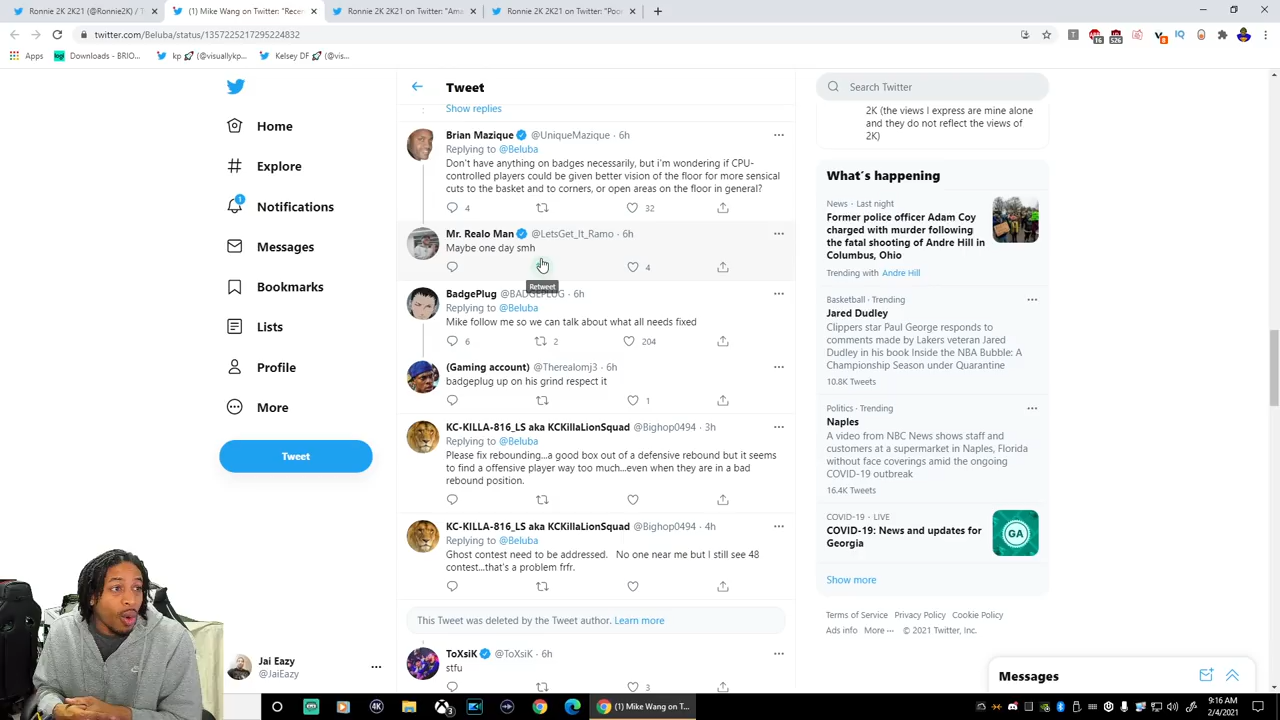 Ronnie 2K 2K21 (@Ronnie2K) / T
(1) Mike Wang on Twitter: "Recen
Ronnie 2K 2K21 on Twitter: "Ama
Ronnie 2K 2K21 on Twitter: "Poo
twitter.com/Beluba/status/1357225217295224832
Apps
Downloads - BRIO...
kp 🚀 (@visuallykp...
Kelsey DF 🚀 (@vis...
Home
Explore
Notifications
Messages
Bookmarks
Lists
Profile
More
Tweet
Jai Eazy
@JaiEazy
Tweet
Show replies
Brian Mazique @UniqueMazique · 6h
Replying to @Beluba
Don't have anything on badges necessarily, but i'm wondering if CPU-
controlled players could be given better vision of the floor for more sensical
cuts to the basket and to corners, or open areas on the floor in general?
4 32
Mr. Realo Man @LetsGet_It_Ramo · 6h
Maybe one day smh
4
Retweet
BadgePlug @BADGEPLUG · 6h
Replying to @Beluba
Mike follow me so we can talk about what all needs fixed
6 2 204
(Gaming account) @Therealomj3 · 6h
badgeplug up on his grind respect it
1
KC-KILLA-816_LS aka KCKillaLionSquad @Bighop0494 · 3h
Replying to @Beluba
Please fix rebounding...a good box out of a defensive rebound but it seems
to find a offensive player way too much...even when they are in a bad
rebound position.
KC-KILLA-816_LS aka KCKillaLionSquad @Bighop0494 · 4h
Replying to @Beluba
Ghost contest need to be addressed. No one near me but I still see 48
contest...that's a problem frfr.
This Tweet was deleted by the Tweet author. Learn more
ToXsiK @ToXsiK · 6h
stfu
3
Search Twitter
2K (the views I express are mine alone
and they do not reflect the views of
2K)
What's happening
News · Last night
Former police officer Adam Coy
charged with murder following
the fatal shooting of Andre Hill in
Columbus, Ohio
Trending with Andre Hill
Basketball · Trending
Jared Dudley
Clippers star Paul George responds to
comments made by Lakers veteran Jared
Dudley in his book Inside the NBA Bubble: A
Championship Season under Quarantine
10.8K Tweets
Politics · Trending
Naples
A video from NBC News shows staff and
customers at a supermarket in Naples, Florida
without face coverings amid the ongoing
COVID-19 outbreak
16.4K Tweets
COVID-19 · LIVE
COVID-19: News and updates for
Georgia
GA
Show more
Terms of Service Privacy Policy Cookie Policy
Ads info More ··· © 2021 Twitter, Inc.
Messages
(1) Mike Wang on T...
9:16 AM
2/4/2021